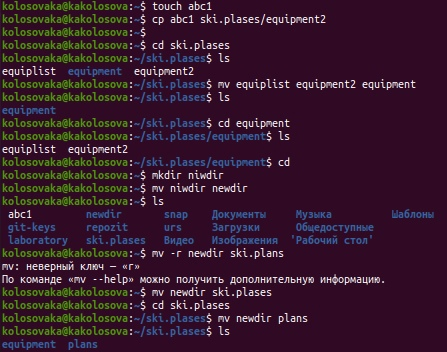 kolosovaka@kakolosova:~$ touch abc1
kolosovaka@kakolosova:~$ cp abc1 ski.plases/equipment2
kolosovaka@kakolosova:~$
kolosovaka@kakolosova:~$ cd ski.plases
kolosovaka@kakolosova:~/ski.plases$ ls
equiplist equipment equipment2
kolosovaka@kakolosova:~/ski.plases$ mv equiplist equipment2 equipment
kolosovaka@kakolosova:~/ski.plases$ ls
equipment
kolosovaka@kakolosova:~/ski.plases$ cd equipment
kolosovaka@kakolosova:~/ski.plases/equipment$ ls
equiplist equipment2
kolosovaka@kakolosova:~/ski.plases/equipment$ cd
kolosovaka@kakolosova:~$ mkdir niwdir
kolosovaka@kakolosova:~$ mv niwdir newdir
kolosovaka@kakolosova:~$ ls
abc1 newdir snap Документы Музыка Шаблоны
git-keys repozit urs Загрузки Общедоступные
laboratory ski.plases Видео Изображения 'Рабочий стол'
kolosovaka@kakolosova:~$ mv -r newdir ski.plans
mv: неверный ключ — «r»
По команде «mv --help» можно получить дополнительную информацию.
kolosovaka@kakolosova:~$ mv newdir ski.plases
kolosovaka@kakolosova:~$ cd ski.plases
kolosovaka@kakolosova:~/ski.plases$ mv newdir plans
kolosovaka@kakolosova:~/ski.plases$ ls
equipment plans